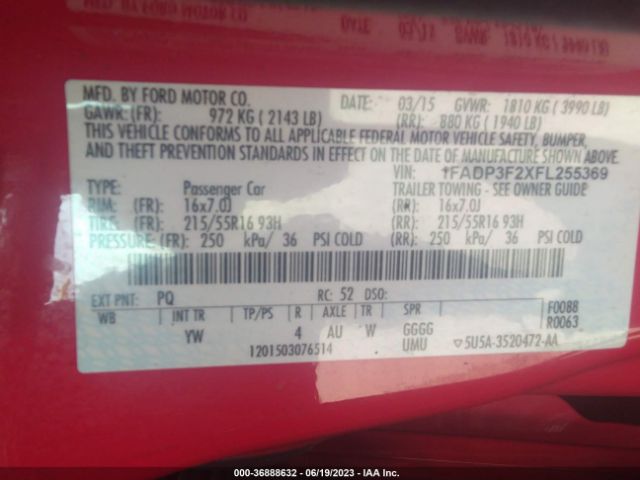 MFD. BY FORD MOTOR CO.
DATE: 03/15 GVWR: 1810 KG ( 3990 LB)
GAWR: (FR): 972 KG ( 2143 LB) (RR): 880 KG ( 1940 LB)
THIS VEHICLE CONFORMS TO ALL APPLICABLE FEDERAL MOTOR VEHICLE SAFETY, BUMPER,
AND THEFT PREVENTION STANDARDS IN EFFECT ON THE DATE OF MANUFACTURE SHOWN ABOVE.
VIN: 1FADP3F2XFL255369
TYPE: Passenger Car TRAILER TOWING - SEE OWNER GUIDE
RIM: (FR): 16x7.0J (RR): 16x7.0J
TIRE (FR): 215/55R16 93H (RR): 215/55R16 93H
PRESSURE: (FR): 250 kPa/ 36 PSI COLD (RR): 250 kPa/ 36 PSI COLD
EXT PNT: PQ RC: 52 DSO:
WB INT TR TP/PS R AXLE TR SPR F0088
YW 4 AU W GGGG R0063
1201503076514 UMU ▽5U5A-3520472-AA
000-36888632 - 06/19/2023 - IAA Inc.